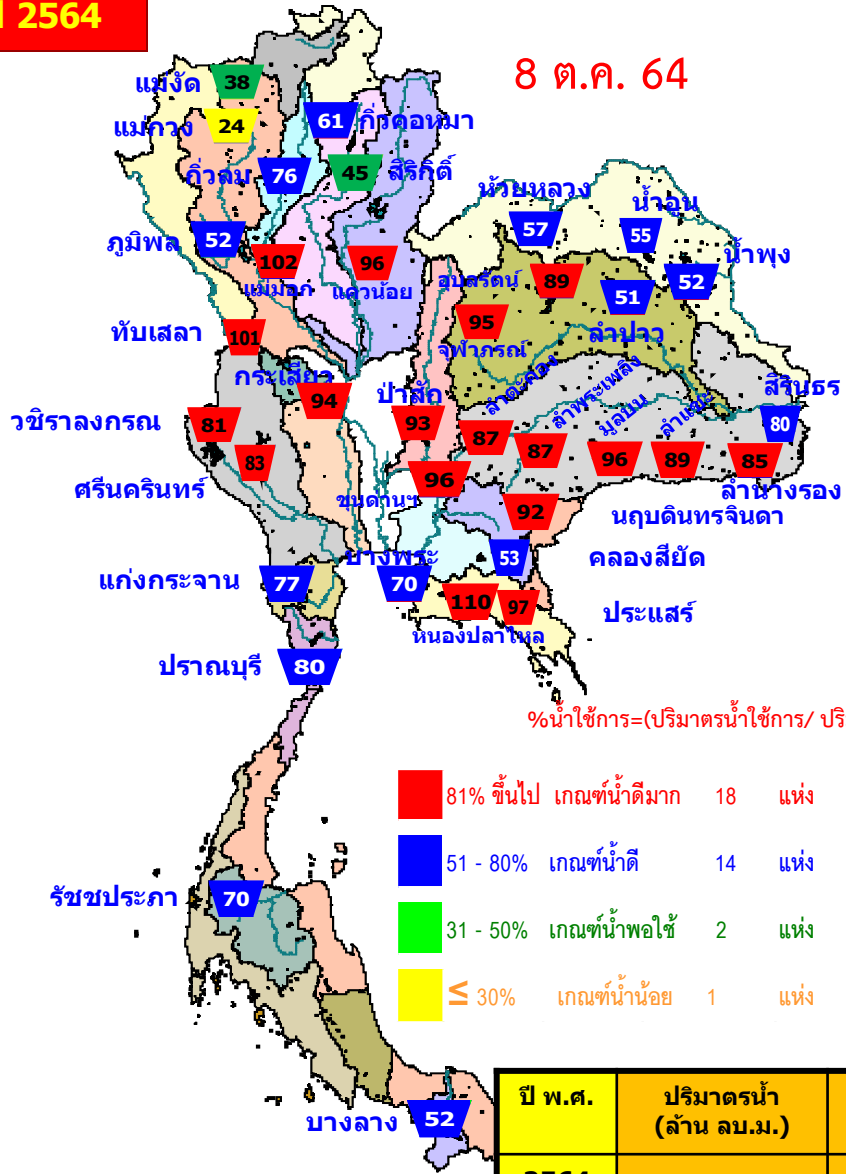 2564
8 ต.ค. 64
แม่งัด 38
แม่กวง 24
61 กิ่วคอหมา
กิ่วลม 76
45 สิริกิติ์
ห้วยหลวง 57
น้ำอูน 55
น้ำพุง 52
ภูมิพล 52
102 แม่มอก
96 แควน้อย
อุบลรัตน์ 89
51 ลำปาว
95 จุฬาภรณ์
ทับเสลา 101
กระเสียว 94
ป่าสัก 93
ลำตะคอง 87
ลำพระเพลิง 87
มูลบน 96
ลำแชะ 89
สิรินธร 80
85 ลำนางรอง
วชิราลงกรณ 81
83 ศรีนครินทร์
96 ขุนด่านฯ
92 นฤบดินทรจินดา
บางพระ 70
53 คลองสียัด
แก่งกระจาน 77
110 หนองปลาไหล
97 ประแสร์
ปราณบุรี 80
%น้ำใช้การ=(ปริมาตรน้ำใช้การ/
81% ขึ้นไป เกณฑ์น้ำดีมาก 18 แห่ง
51 - 80% เกณฑ์น้ำดี 14 แห่ง
31 - 50% เกณฑ์น้ำพอใช้ 2 แห่ง
≤ 30% เกณฑ์น้ำน้อย 1 แห่ง
รัชชประภา 70
บางลาง 52
ปี พ.ศ. ปริมาตรน้ำ
(ล้าน ลบ.ม.)
2564